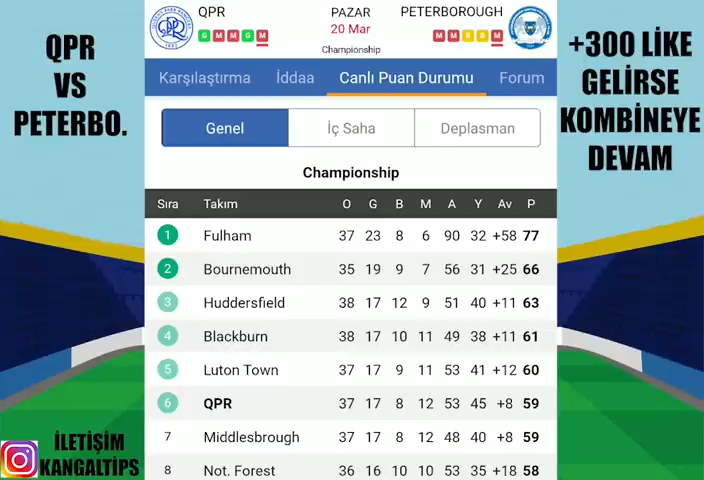 QPR
VS
PETERBO.
QPR
G M M G M
PAZAR
20 Mar
Championship
PETERBOROUGH
M M B B M
+300 LİKE
GELİRSE
KOMBİNEYE
DEVAM
Karşılaştırma İddaa Canlı Puan Durumu Forum
Genel İç Saha Deplasman
Championship
Sıra Takım O G B M A Y Av P
1 Fulham 37 23 8 6 90 32 +58 77
2 Bournemouth 35 19 9 7 56 31 +25 66
3 Huddersfield 38 17 12 9 51 40 +11 63
4 Blackburn 38 17 10 11 49 38 +11 61
5 Luton Town 37 17 9 11 53 41 +12 60
6 QPR 37 17 8 12 53 45 +8 59
7 Middlesbrough 37 17 8 12 48 40 +8 59
8 Not. Forest 36 16 10 10 53 35 +18 58
İLETİŞİM
KANGALTİPS